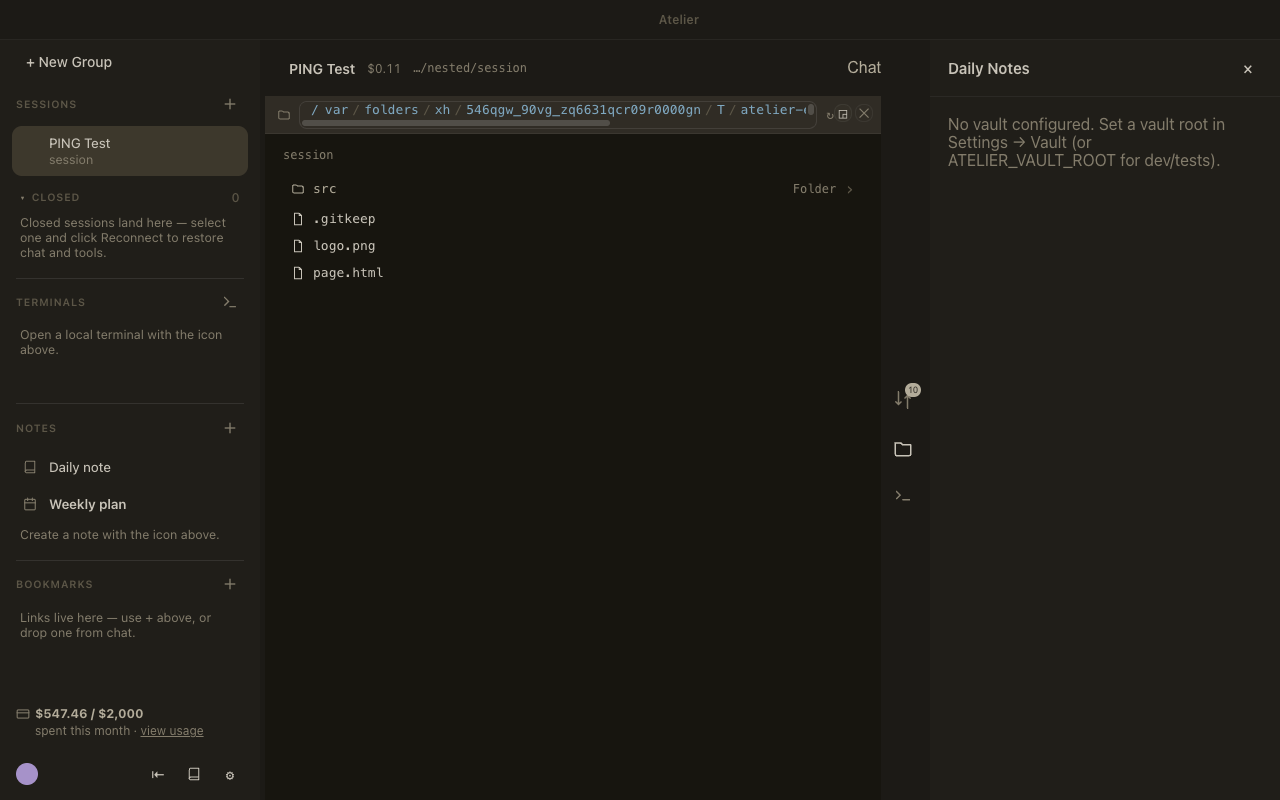 Atelier
+ New Group
SESSIONS
PING Test
session
CLOSED 0
Closed sessions land here — select
one and click Reconnect to restore
chat and tools.
TERMINALS
Open a local terminal with the icon
above.
NOTES
Daily note
Weekly plan
Create a note with the icon above.
BOOKMARKS
Links live here — use + above, or
drop one from chat.
$547.46 / $2,000
spent this month · view usage
PING Test $0.11 …/nested/session Chat
/ var / folders / xh / 546qgw_90vg_zq6631qcr09r0000gn / T / atelier-
session
src Folder
.gitkeep
logo.png
page.html
10
Daily Notes
No vault configured. Set a vault root in
Settings → Vault (or
ATELIER_VAULT_ROOT for dev/tests).